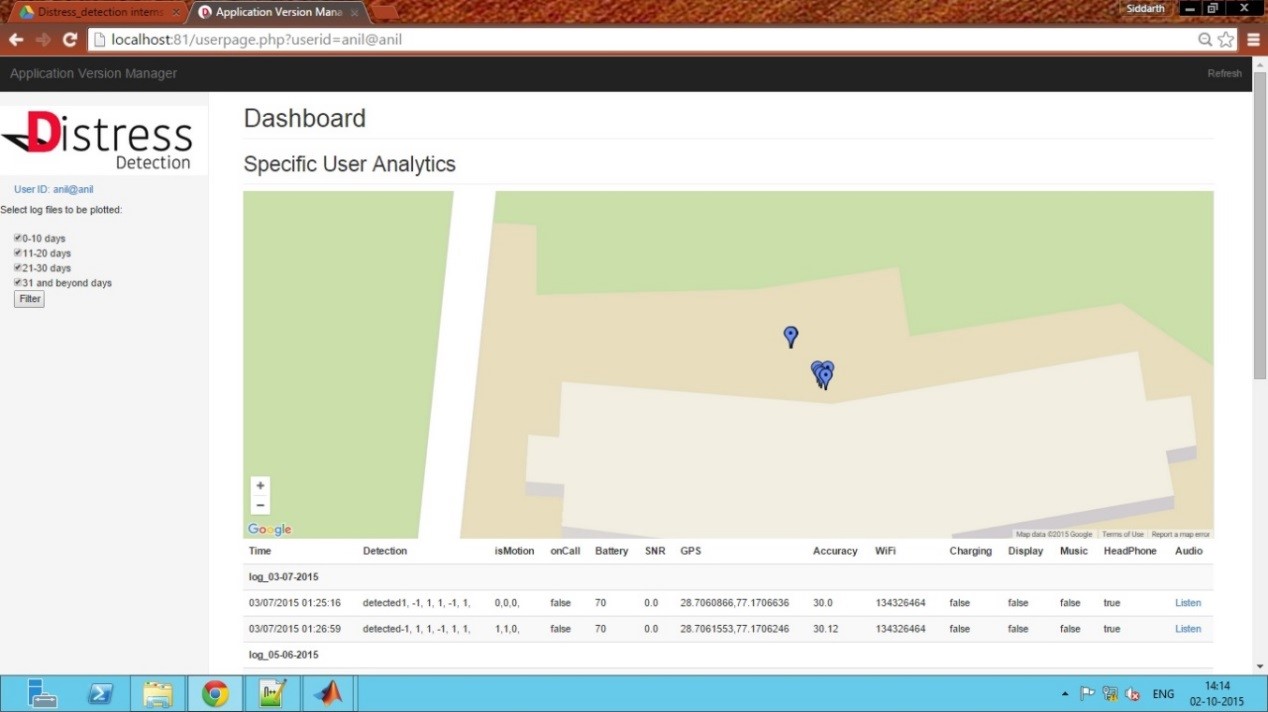 Distress_detection interns
Application Version Mana
Siddarth
localhost:81/userpage.php?userid=anil@anil
Application Version Manager
Refresh
Distress
Detection
User ID: anil@anil
Select log files to be plotted:
0-10 days
11-20 days
21-30 days
31 and beyond days
Filter
Dashboard
Specific User Analytics
+
−
Google
Map data ©2015 Google Terms of Use Report a map error
Time Detection isMotion onCall Battery SNR GPS Accuracy WiFi Charging Display Music HeadPhone Audio
log_03-07-2015
03/07/2015 01:25:16 detected1, -1, 1, 1, -1, 1, 0,0,0, false 70 0.0 28.7060866,77.1706636 30.0 134326464 false false false true Listen
03/07/2015 01:26:59 detected-1, 1, 1, -1, 1, 1, 1,1,0, false 70 0.0 28.7061553,77.1706246 30.12 134326464 false false false true Listen
log_05-06-2015
ENG
14:14
02-10-2015